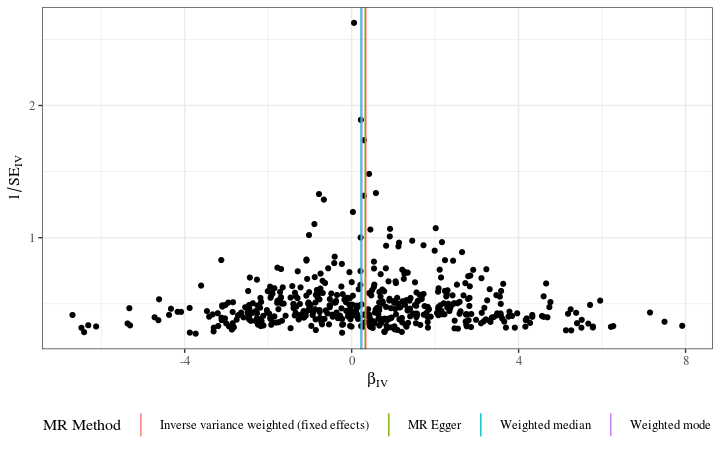 2
1
1/SE_IV
-4 0 4 8
β_IV
MR Method Inverse variance weighted (fixed effects) MR Egger Weighted median Weighted mode